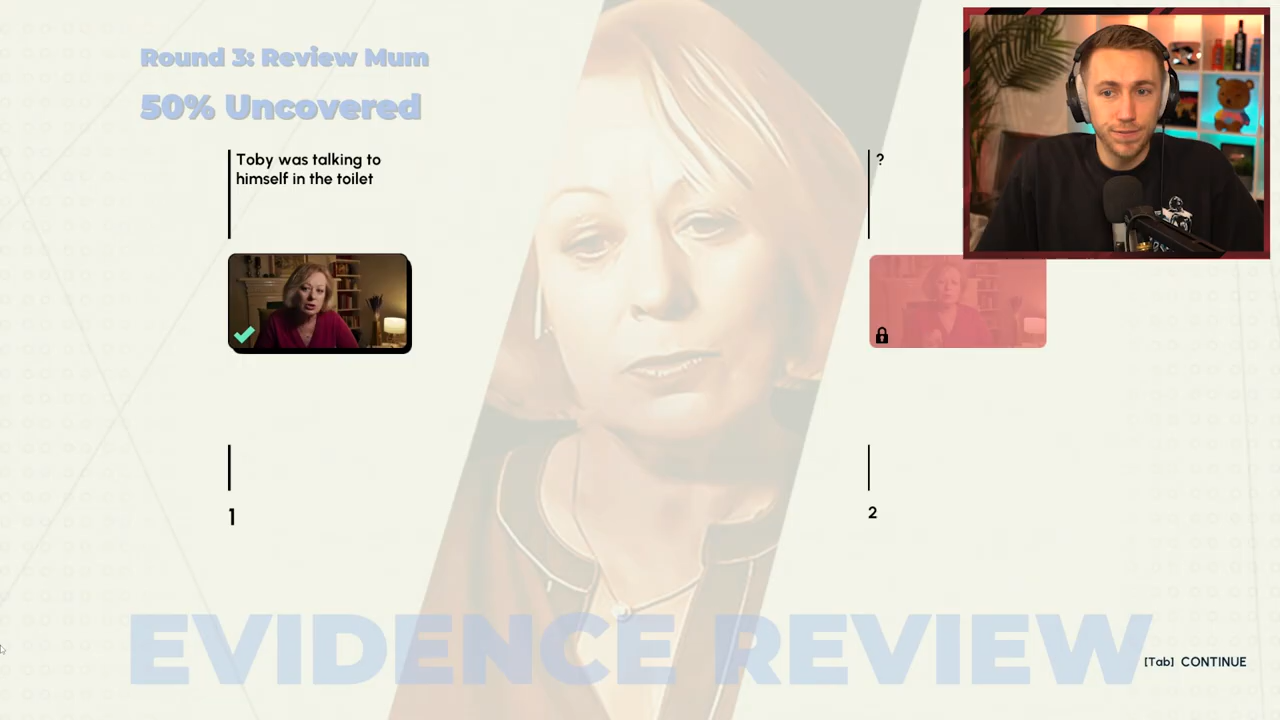 Round 3: Review Mum
50% Uncovered
Toby was talking to
himself in the toilet
?
1
2
EVIDENCE REVIEW
[Tab] CONTINUE